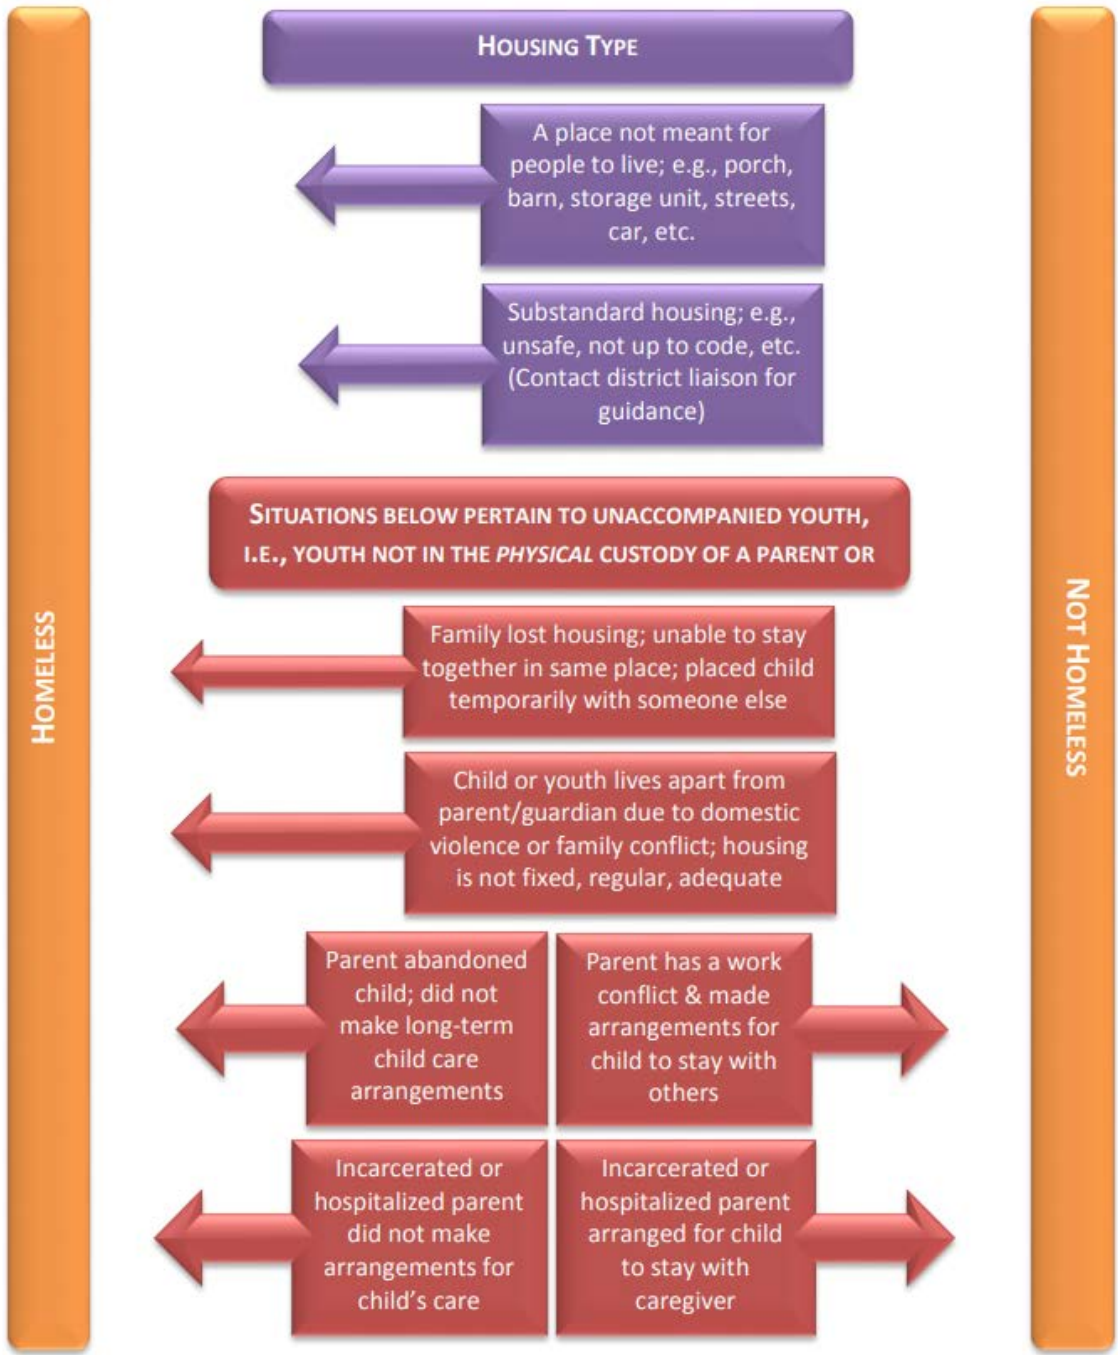 HOUSING TYPE
A place not meant for
people to live; e.g., porch,
barn, storage unit, streets,
car, etc.
Substandard housing; e.g.,
unsafe, not up to code, etc.
(Contact district liaison for
guidance)
SITUATIONS BELOW PERTAIN TO UNACCOMPANIED YOUTH,
I.E., YOUTH NOT IN THE PHYSICAL CUSTODY OF A PARENT OR
HOMELESS
NOT HOMELESS
Family lost housing; unable to stay
together in same place; placed child
temporarily with someone else
Child or youth lives apart from
parent/guardian due to domestic
violence or family conflict; housing
is not fixed, regular, adequate
Parent abandoned
child; did not
make long-term
child care
arrangements
Parent has a work
conflict & made
arrangements for
child to stay with
others
Incarcerated or
hospitalized parent
did not make
arrangements for
child's care
Incarcerated or
hospitalized parent
arranged for child
to stay with
caregiver